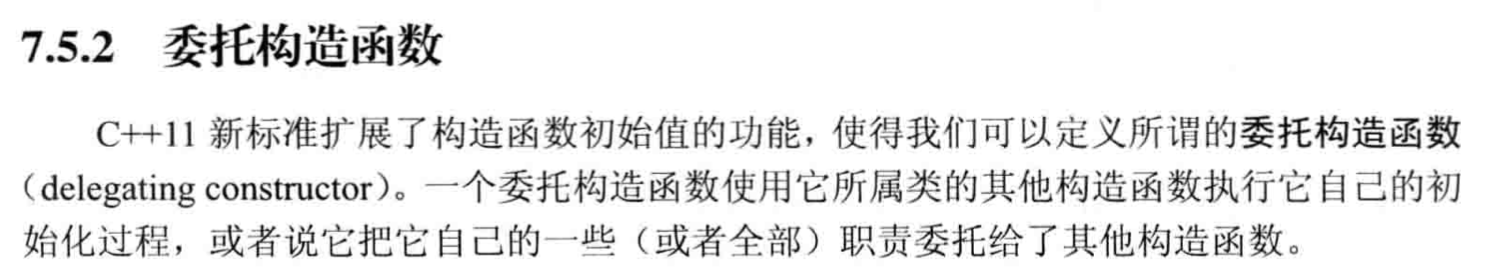 7.5.2 委托构造函数
C++11 新标准扩展了构造函数初始值的功能，使得我们可以定义所谓的委托构造函数
（delegating constructor）。一个委托构造函数使用它所属类的其他构造函数执行它自己的初
始化过程，或者说它把它自己的一些（或者全部）职责委托给了其他构造函数。